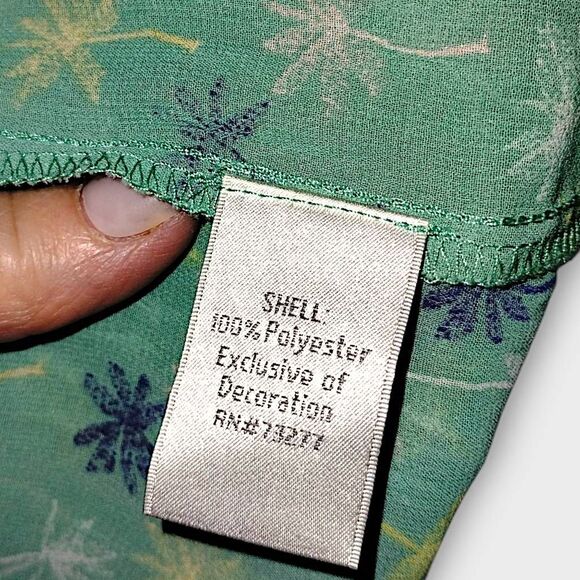 SHELL:
100% Polyester
Exclusive of
Decoration
RN#73277